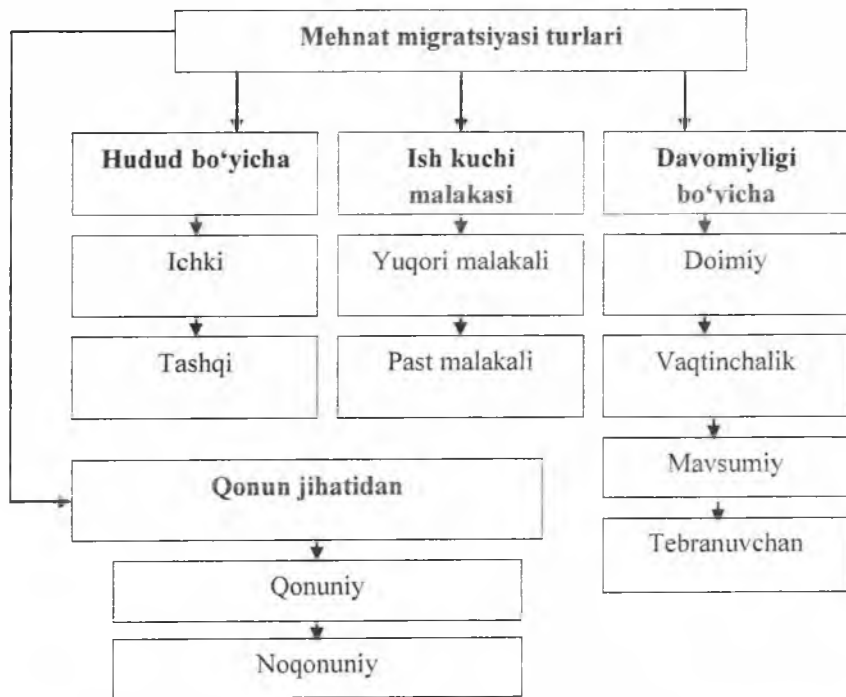 Mehnat migratsiyasi turlari
Hudud bo‘yicha
Ish kuchi
malakasi
Davomiyligi
bo‘yicha
Ichki
Yuqori malakali
Doimiy
Tashqi
Past malakali
Vaqtinchalik
Mavsumiy
Qonun jihatidan
Tebranuvchan
Qonuniy
Noqonuniy